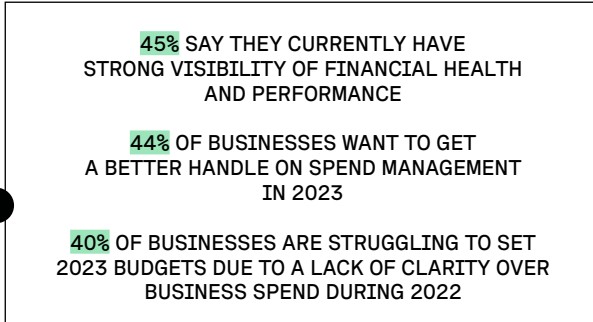 45% SAY THEY CURRENTLY HAVE
STRONG VISIBILITY OF FINANCIAL HEALTH
AND PERFORMANCE
44% OF BUSINESSES WANT TO GET
A BETTER HANDLE ON SPEND MANAGEMENT
IN 2023
40% OF BUSINESSES ARE STRUGGLING TO SET
2023 BUDGETS DUE TO A LACK OF CLARITY OVER
BUSINESS SPEND DURING 2022